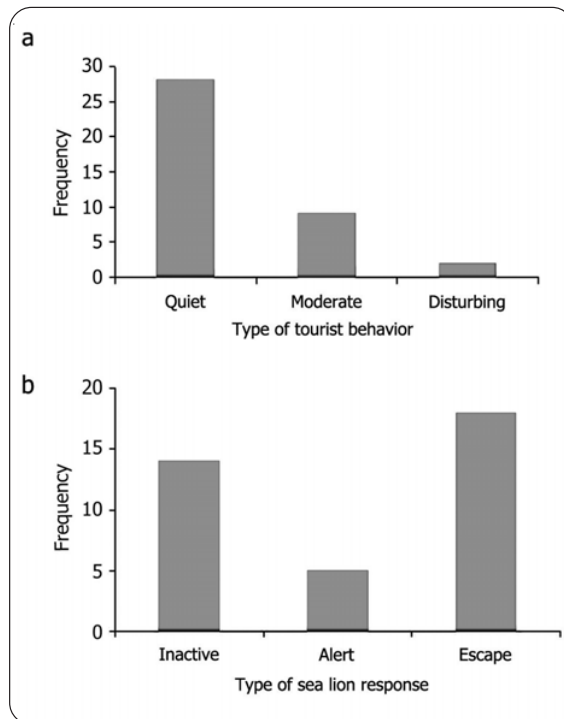 a
30
25
20
15
10
5
0
Frequency
Quiet Moderate Disturbing
Type of tourist behavior
b
20
15
10
5
0
Frequency
Inactive Alert Escape
Type of sea lion response